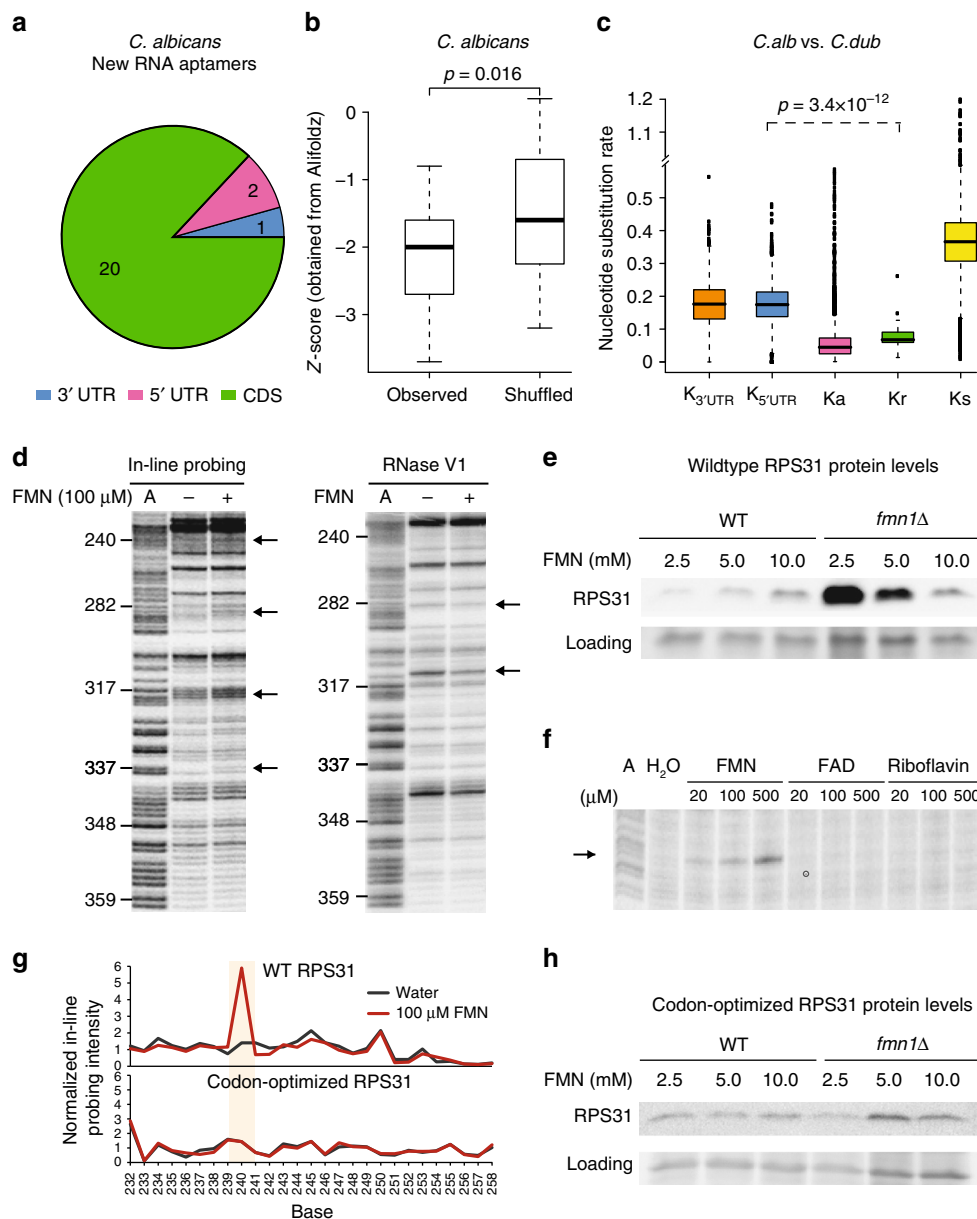 a
C. albicans
New RNA aptamers
2
1
20
3′ UTR 5′ UTR CDS
b
C. albicans
p = 0.016
Z-score (obtained from Alifoldz)
0
−1
−2
−3
Observed Shuffled
c
C.alb vs. C.dub
p = 3.4×10−12
Nucleotide substitution rate
1.2
0.5
0.4
0.3
0.2
0.1
0
K3′UTR K5′UTR Ka Kr Ks
d
In-line probing
FMN (100 μM) A − +
240
282
317
337
348
359
RNase V1
FMN A − +
240
282
317
337
348
359
e
Wildtype RPS31 protein levels
WT fmn1Δ
FMN (mM) 2.5 5.0 10.0 2.5 5.0 10.0
RPS31
Loading
f
A H2O FMN FAD Riboflavin
(μM) 20 100 500 20 100 500 20 100 500
g
Normalized in-line
probing intensity
WT RPS31
Water
100 μM FMN
6
5
4
3
2
1
0
Codon-optimized RPS31
6
5
4
3
2
1
0
232 233 234 235 236 237 238 239 240 241 242 243 244 245 246 247 248 249 250 251 252 253 254 255 256 257 258
Base
h
Codon-optimized RPS31 protein levels
WT fmn1Δ
FMN (mM) 2.5 5.0 10.0 2.5 5.0 10.0
RPS31
Loading